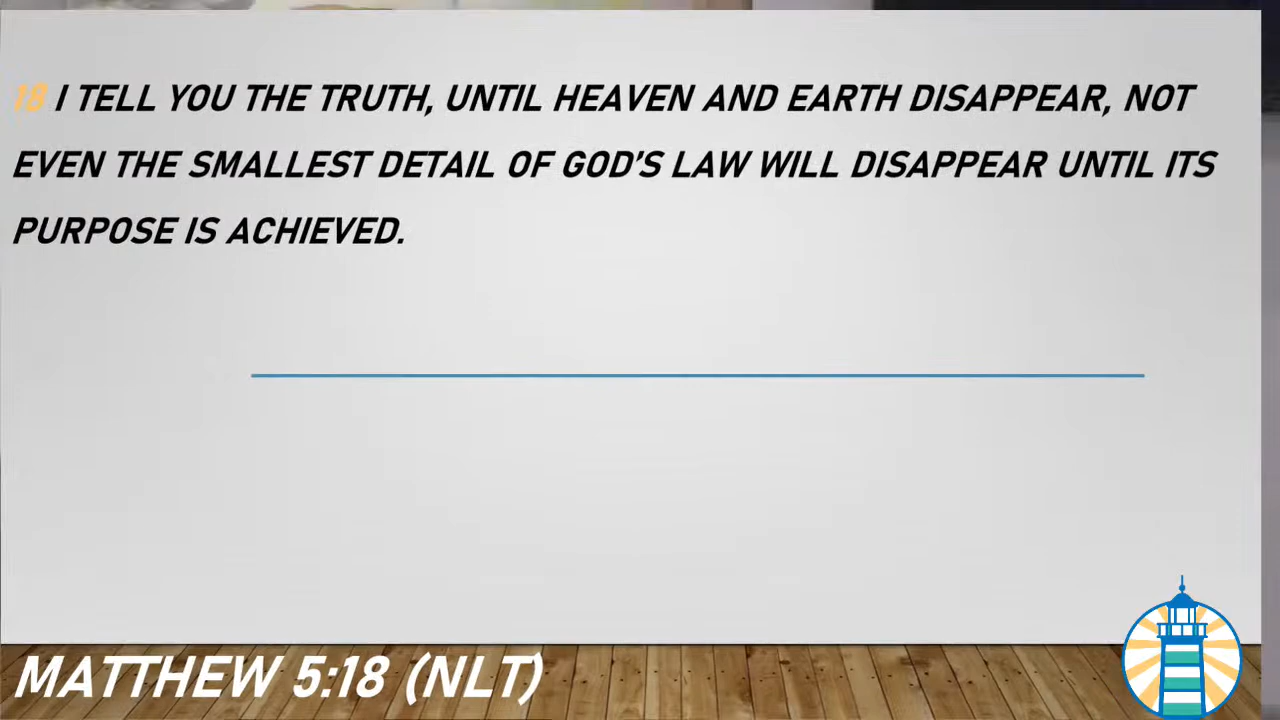 18 I TELL YOU THE TRUTH, UNTIL HEAVEN AND EARTH DISAPPEAR, NOT
EVEN THE SMALLEST DETAIL OF GOD'S LAW WILL DISAPPEAR UNTIL ITS
PURPOSE IS ACHIEVED.
MATTHEW 5:18 (NLT)